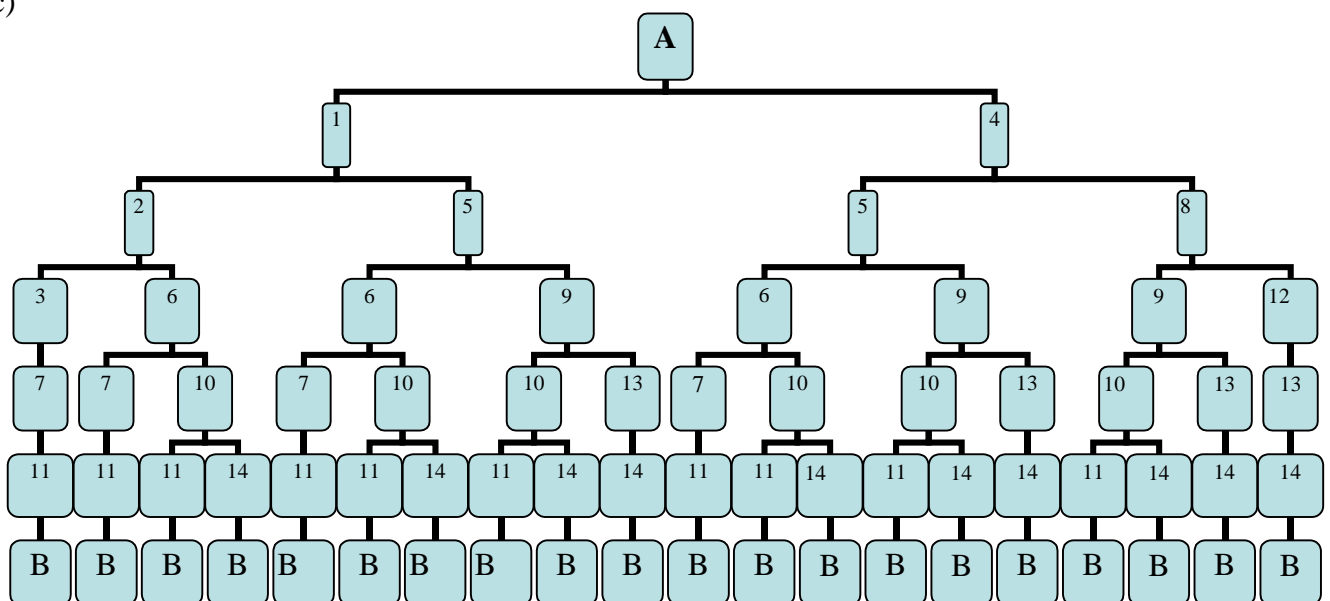 c)
A
1 4
2 5 5 8
3 6 6 9 6 9 9 12
7 7 10 7 10 10 13 7 10 10 13 10 13 13
11 11 11 14 11 11 14 11 14 14 11 11 14 11 14 14 11 14 14 14
B B B B B B B B B B B B B B B B B B B B